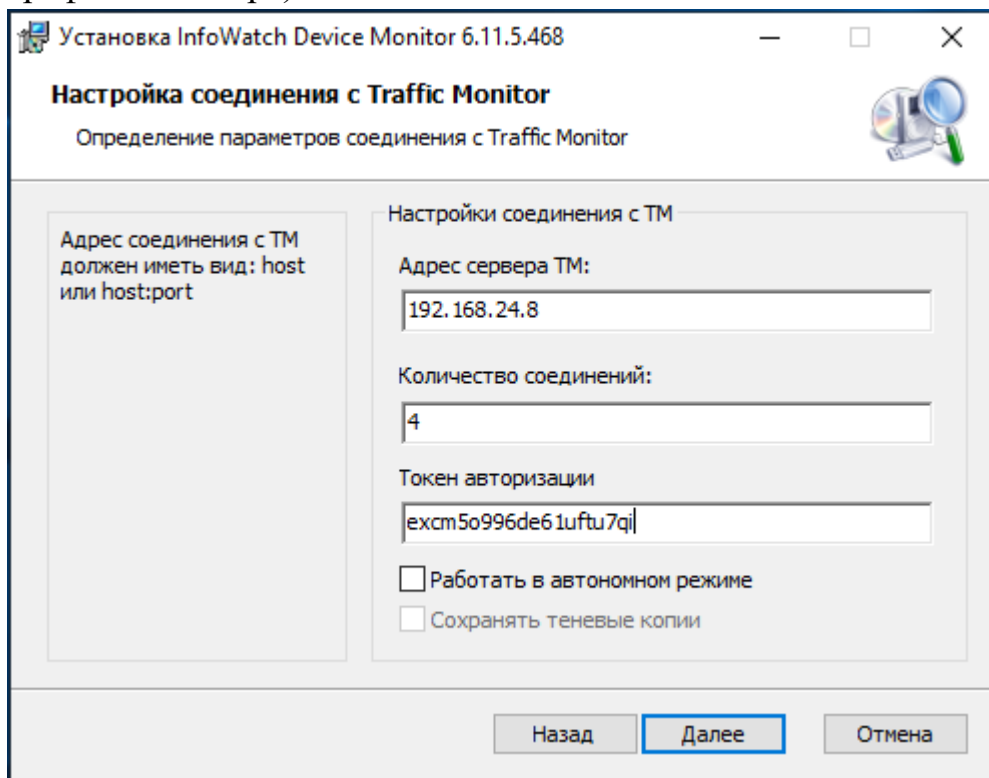 Установка InfoWatch Device Monitor 6.11.5.468
Настройка соединения с Traffic Monitor
Определение параметров соединения с Traffic Monitor
Адрес соединения с ТМ
должен иметь вид: host
или host:port
Настройки соединения с ТМ
Адрес сервера ТМ:
192.168.24.8
Количество соединений:
4
Токен авторизации
excm5o996de61uftu7qi
Работать в автономном режиме
Сохранять теневые копии
Назад
Далее
Отмена